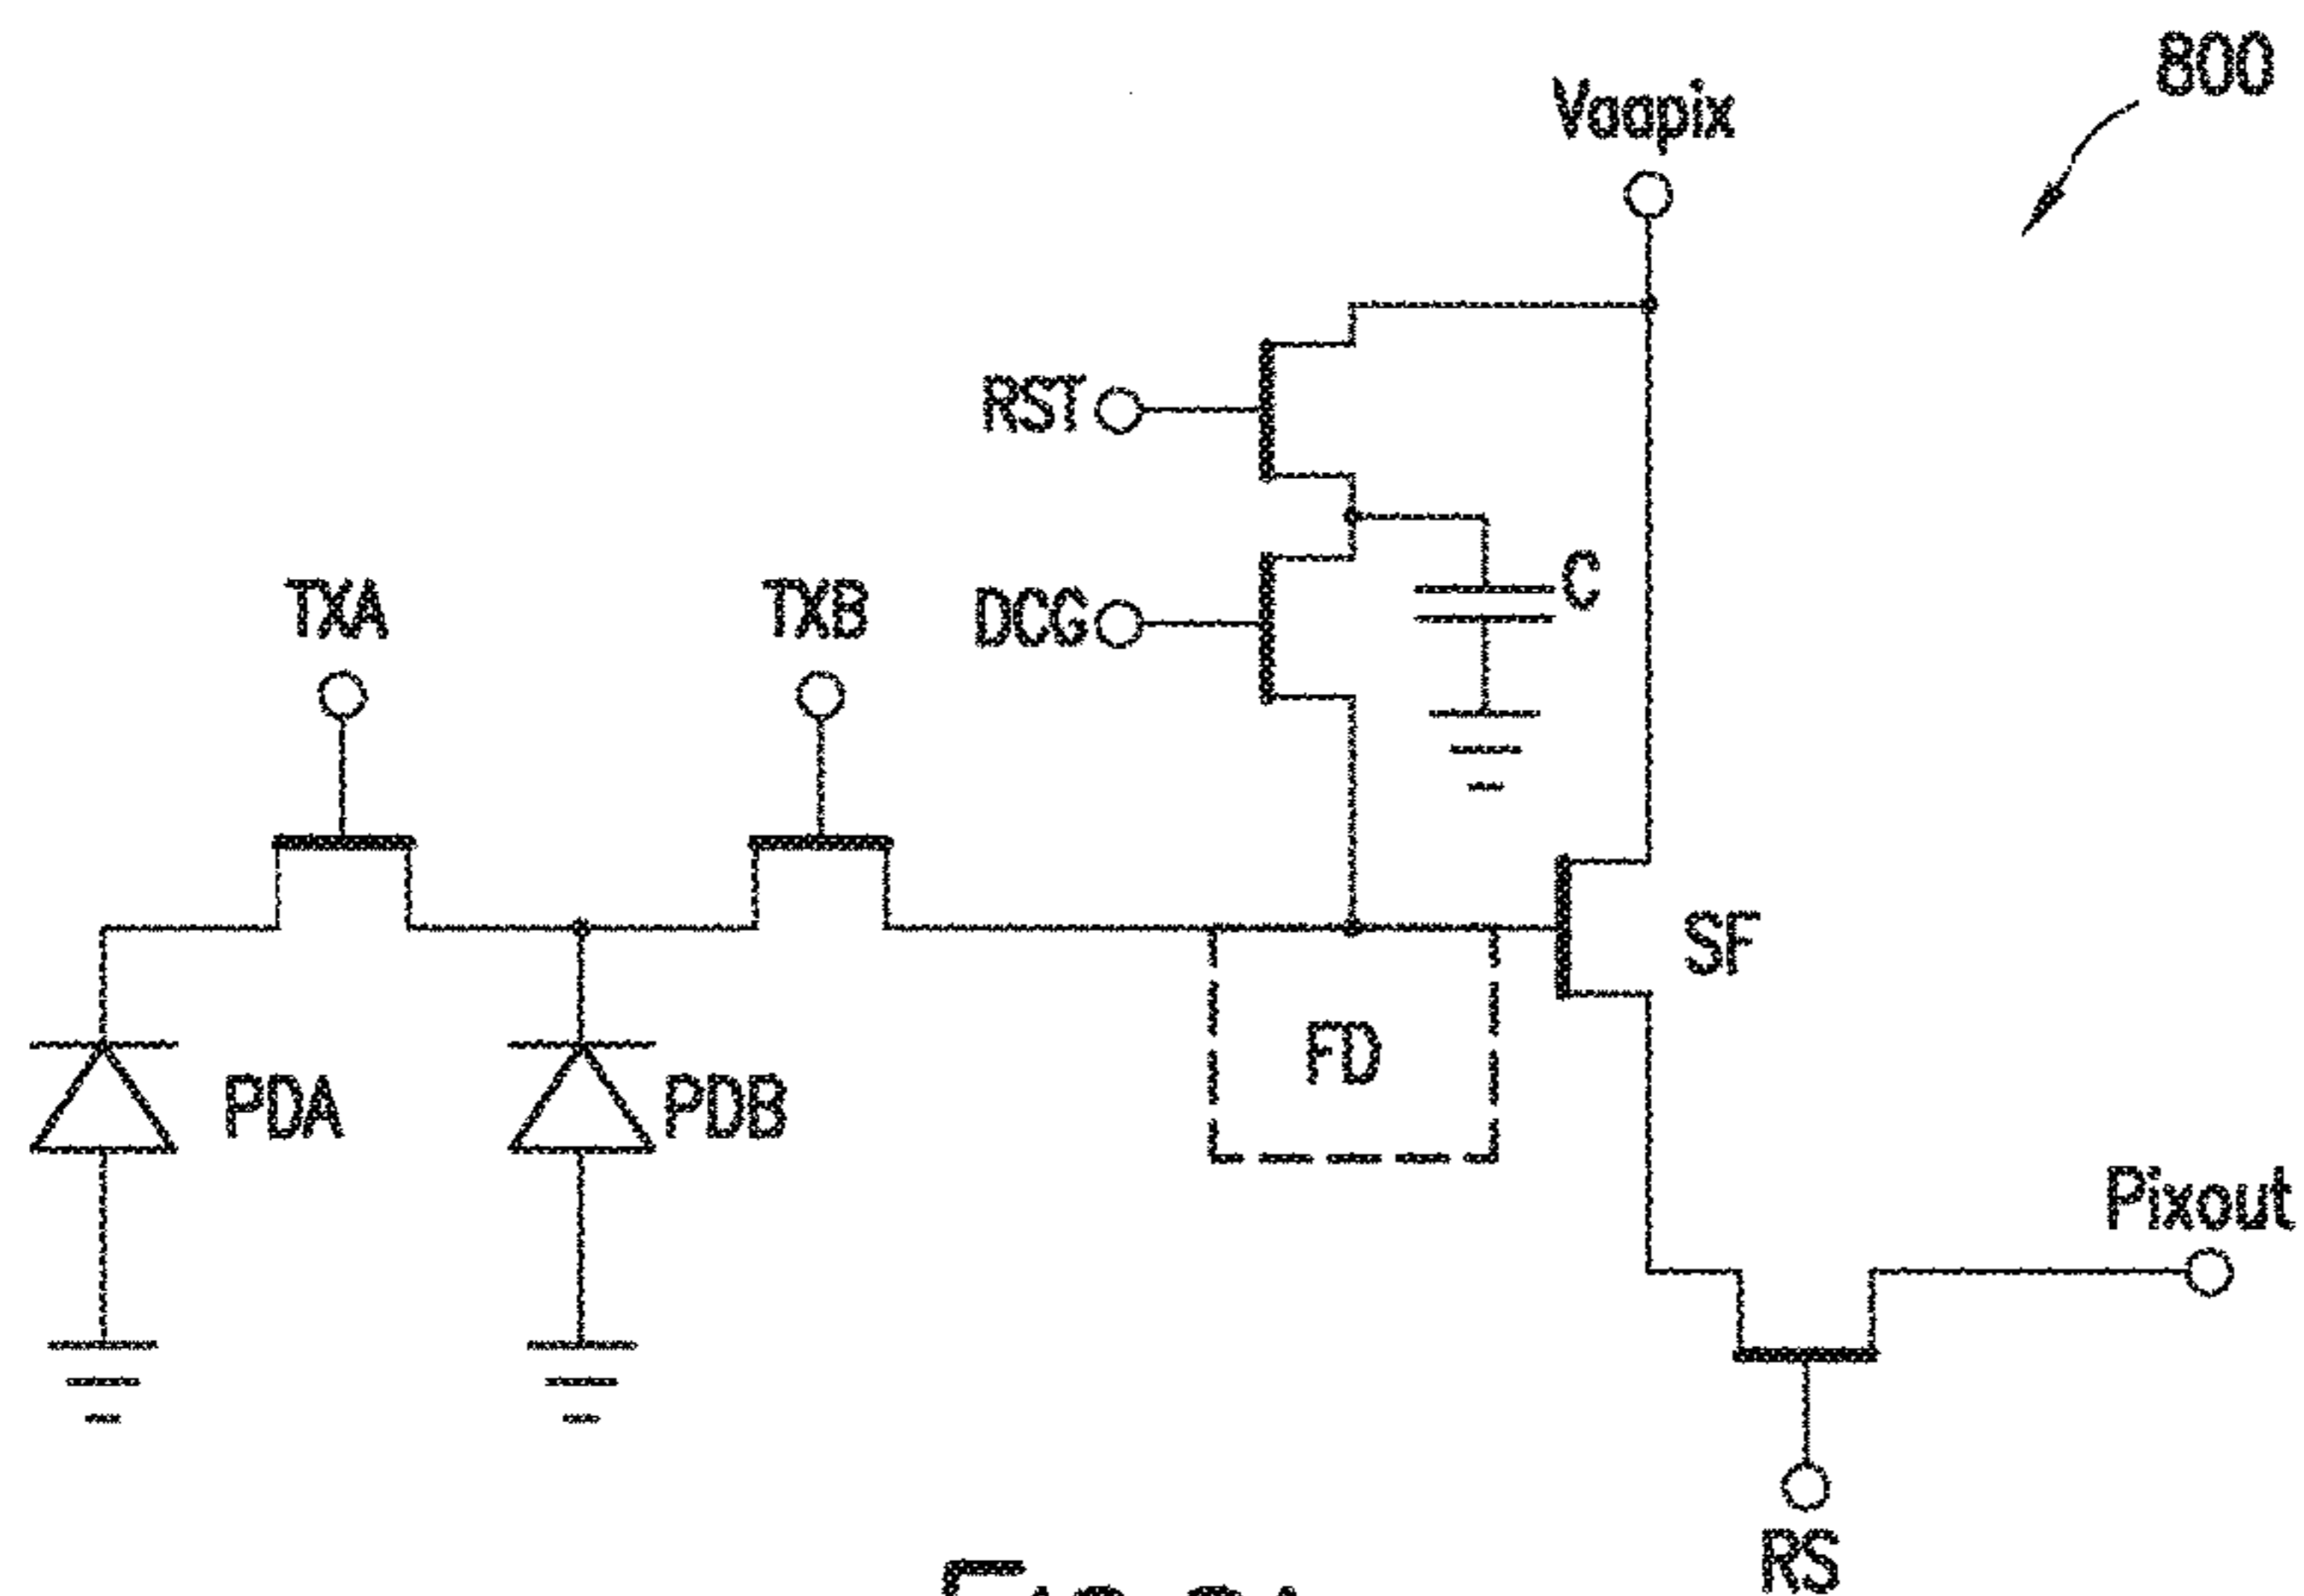 800
Vaapix
RST
C
DCG
TXA
TXB
SF
FD
PDA
PDB
Pixout
RS